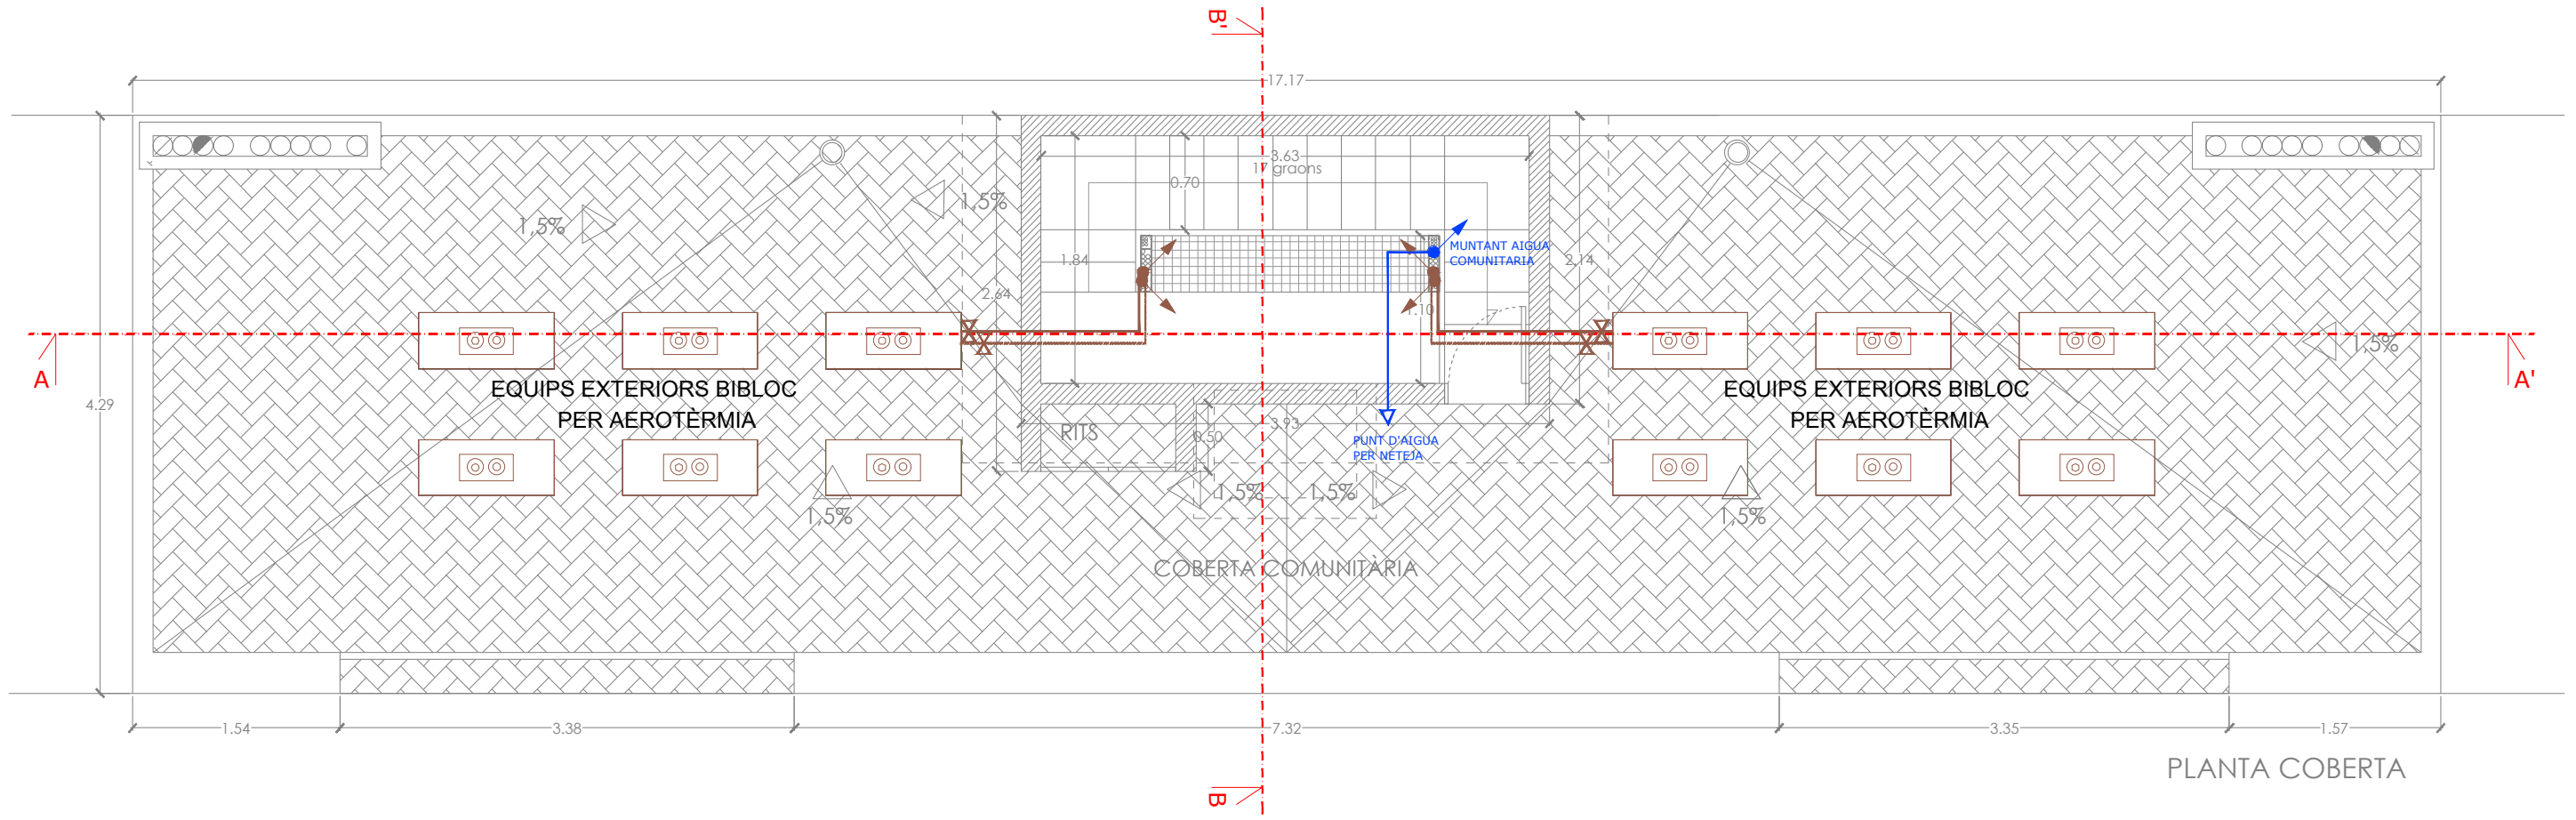 B'
17.17
3.63
17 graons
0.70
1,5%
1,5%
MUNTANT AIGUA
COMUNITARIA
1.84
2.14
2.64
1.10
A
A'
1,5%
EQUIPS EXTERIORS BIBLOC
PER AEROTÈRMIA
EQUIPS EXTERIORS BIBLOC
PER AEROTÈRMIA
4.29
RITS
0.50
3.93
PUNT D'AIGUA
PER NETEJA
1,5%
1,5%
1,5%
1,5%
COBERTA COMUNITÀRIA
1.54
3.38
7.32
3.35
1.57
PLANTA COBERTA
B